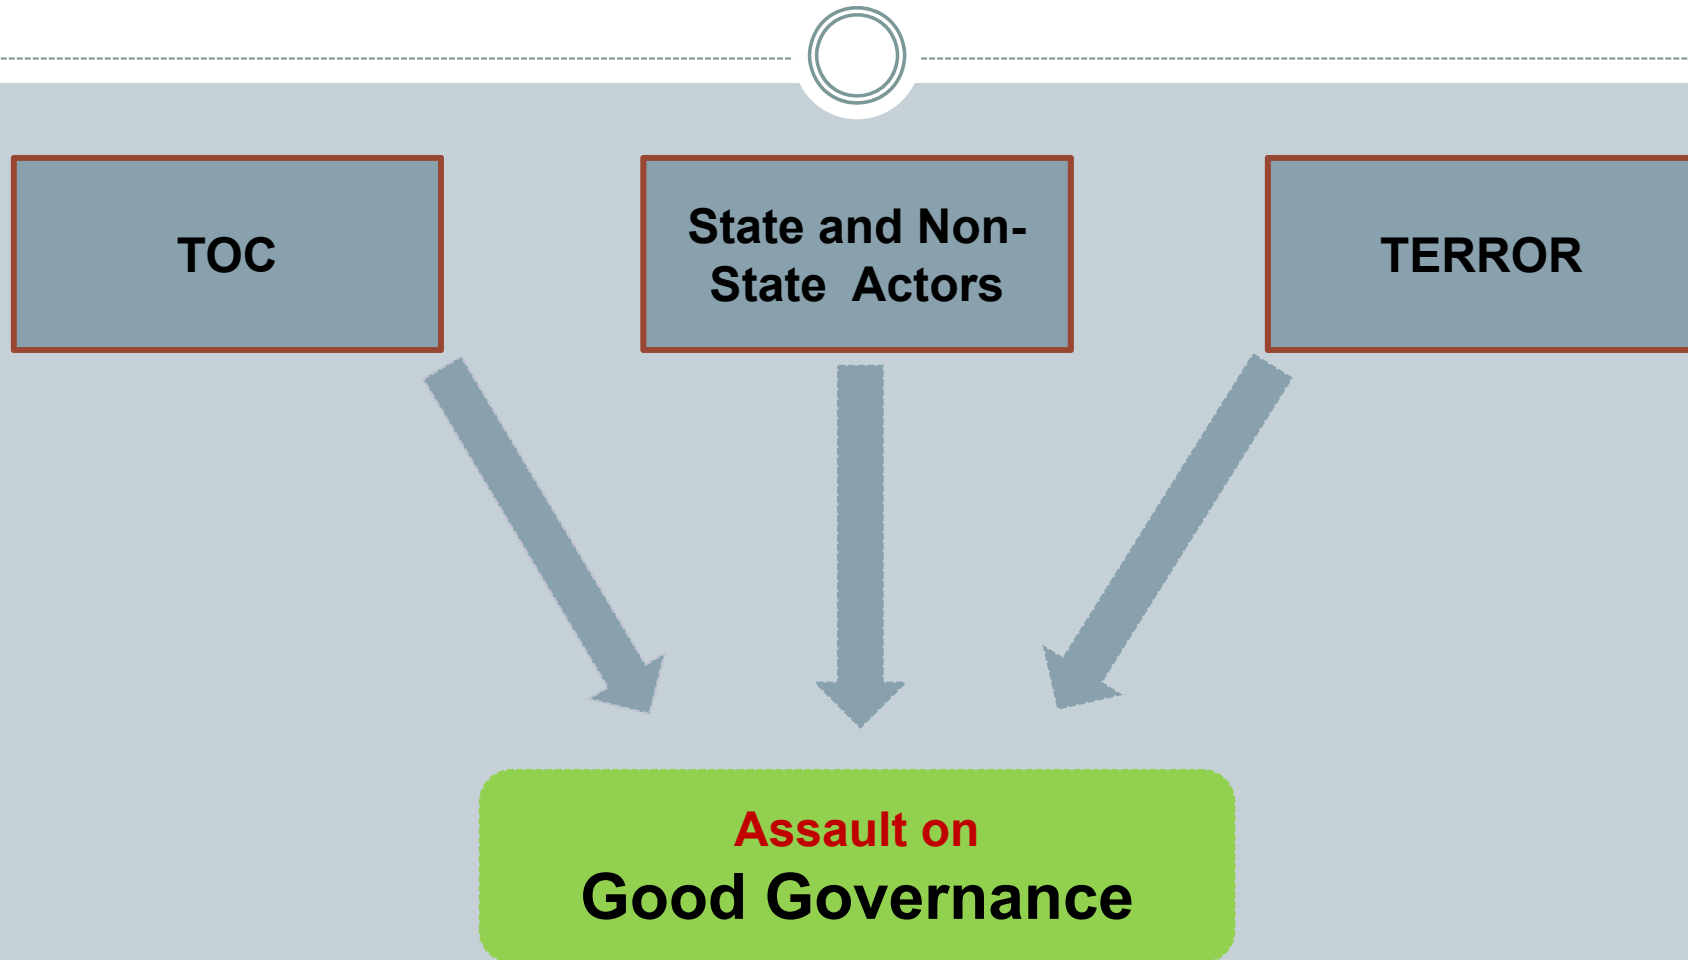 TOC
State and Non-
State  Actors
TERROR
Assault on
Good Governance